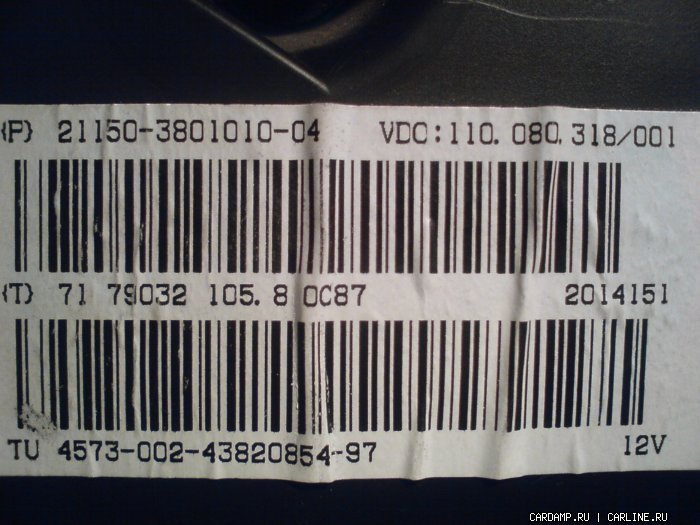 {P} 21150-3801010-04 VDO:110.080.318/001
{T} 71 79032 105.8 0C87 2014151
TU 4573-002-43820854-97 12V
CARDAMP.RU | CARLINE.RU